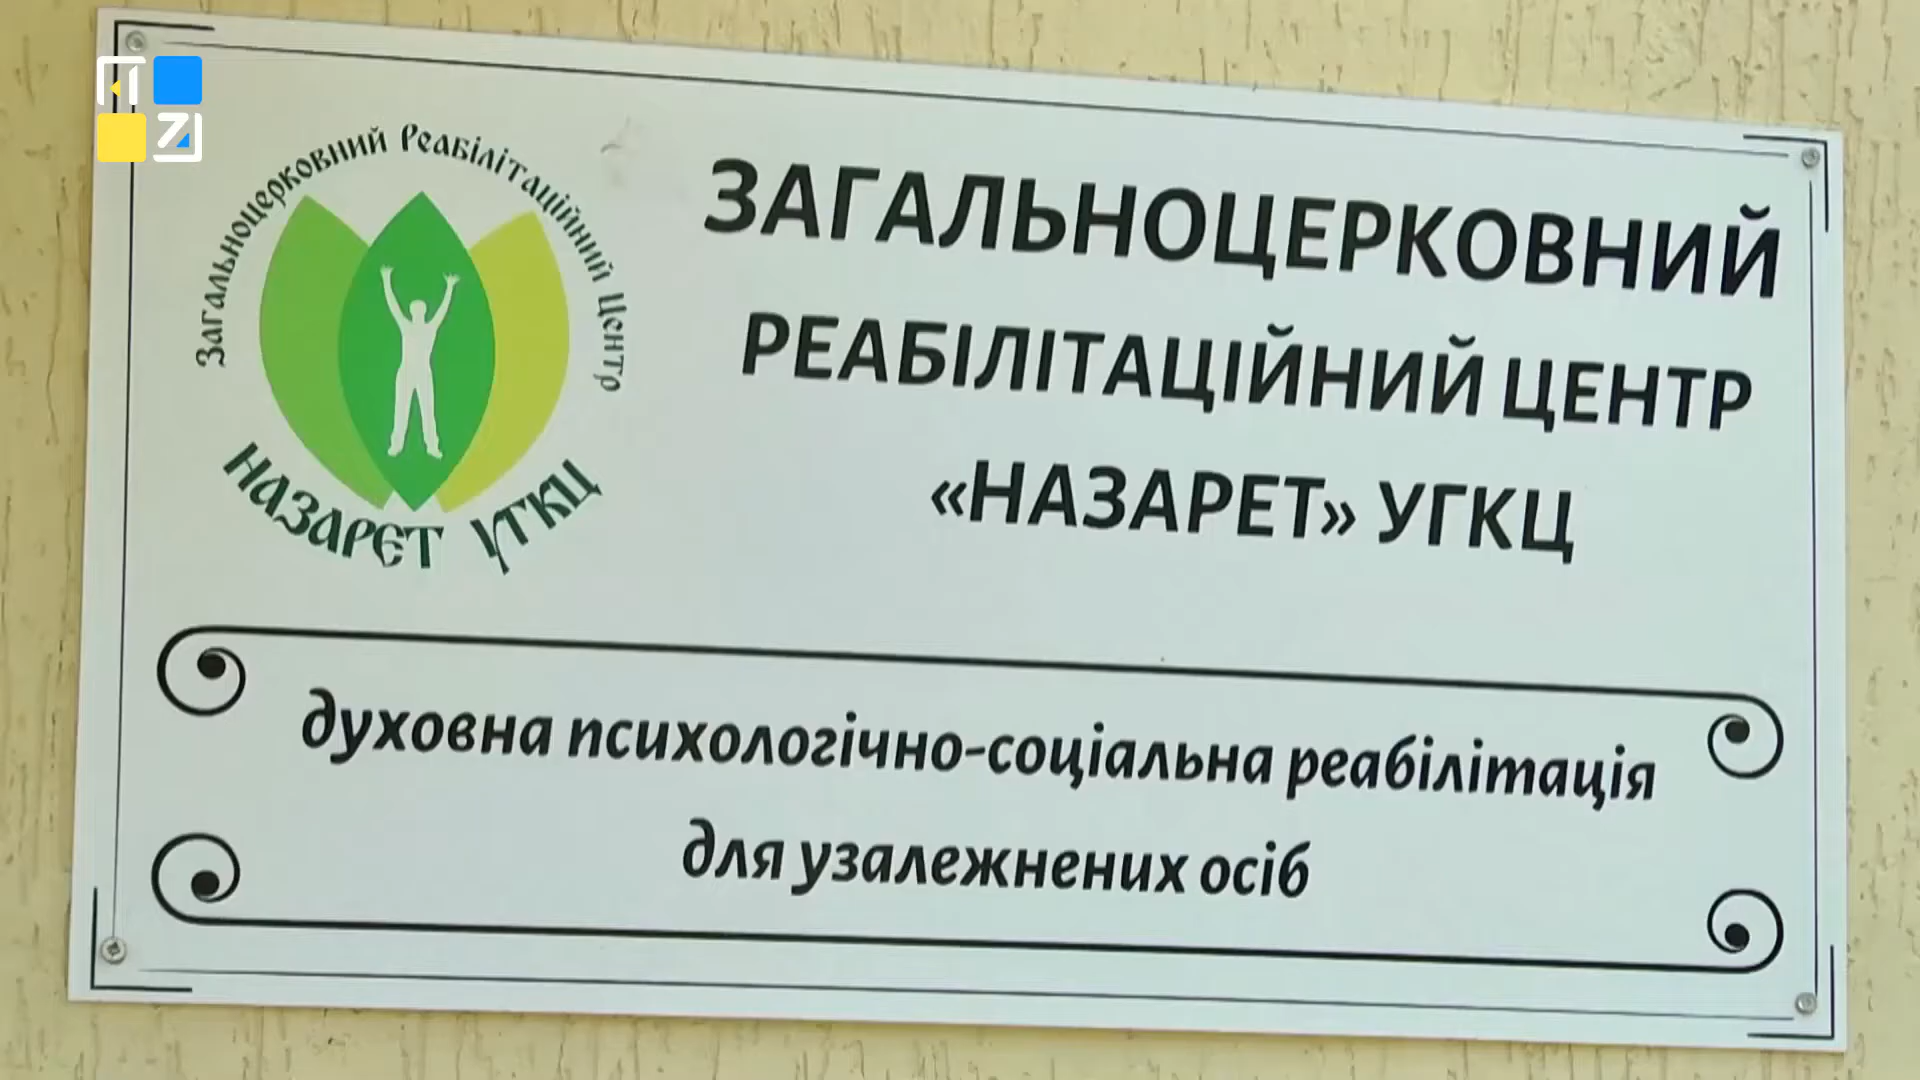 Загальноцерковний Реабілітаційний Центр
НАЗАРЕТ УГКЦ
ЗАГАЛЬНОЦЕРКОВНИЙ
РЕАБІЛІТАЦІЙНИЙ ЦЕНТР
«НАЗАРЕТ» УГКЦ
духовна психологічно-соціальна реабілітація
для узалежнених осіб